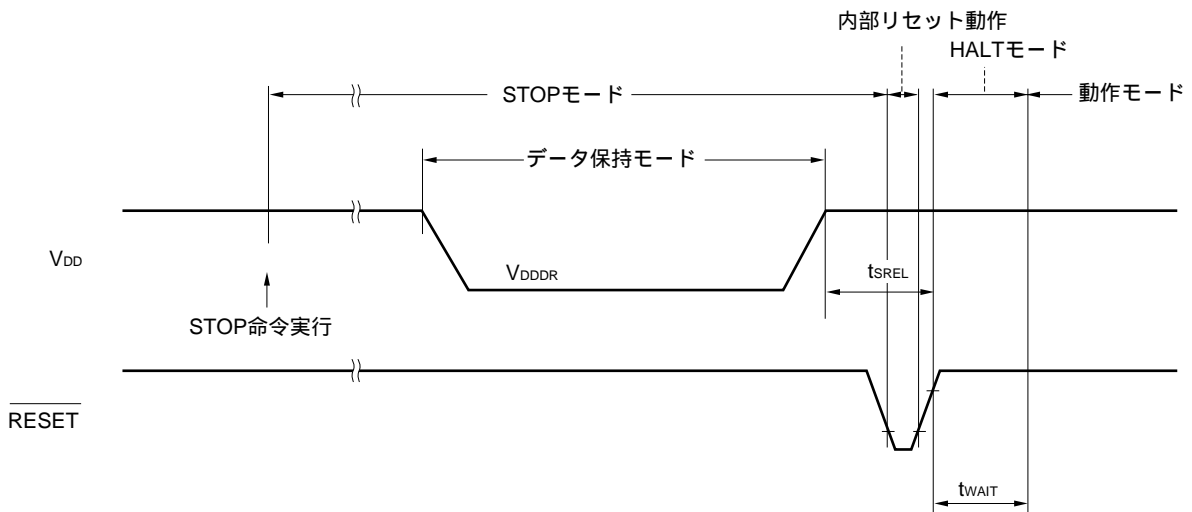 内部リセット動作
HALTモード
STOPモード
動作モード
データ保持モード
VDD
VDDDR
tSREL
STOP命令実行
RESET
tWAIT